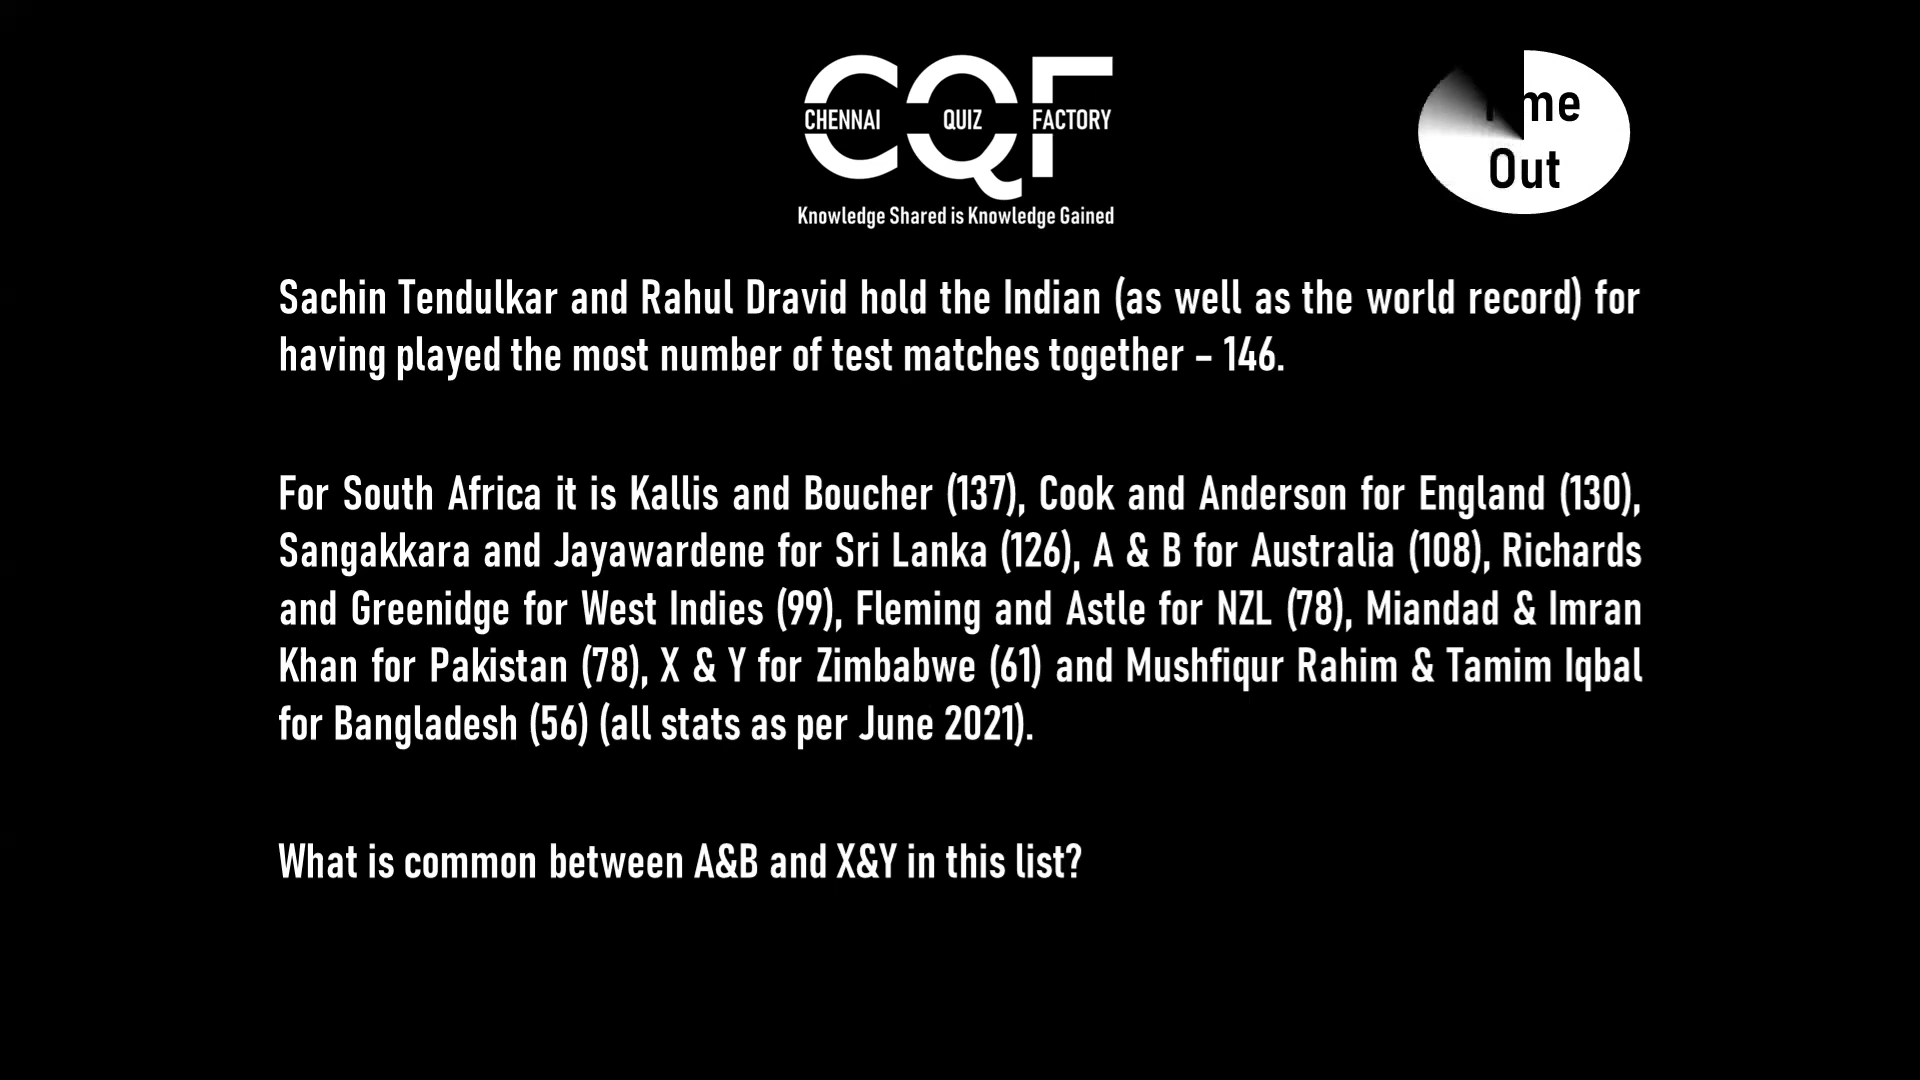 CHENNAI QUIZ FACTORY
Knowledge Shared is Knowledge Gained
Out
Sachin Tendulkar and Rahul Dravid hold the Indian (as well as the world record) for
having played the most number of test matches together – 146.
For South Africa it is Kallis and Boucher (137), Cook and Anderson for England (130),
Sangakkara and Jayawardene for Sri Lanka (126), A & B for Australia (108), Richards
and Greenidge for West Indies (99), Fleming and Astle for NZL (78), Miandad & Imran
Khan for Pakistan (78), X & Y for Zimbabwe (61) and Mushfiqur Rahim & Tamim Iqbal
for Bangladesh (56) (all stats as per June 2021).
What is common between A&B and X&Y in this list?